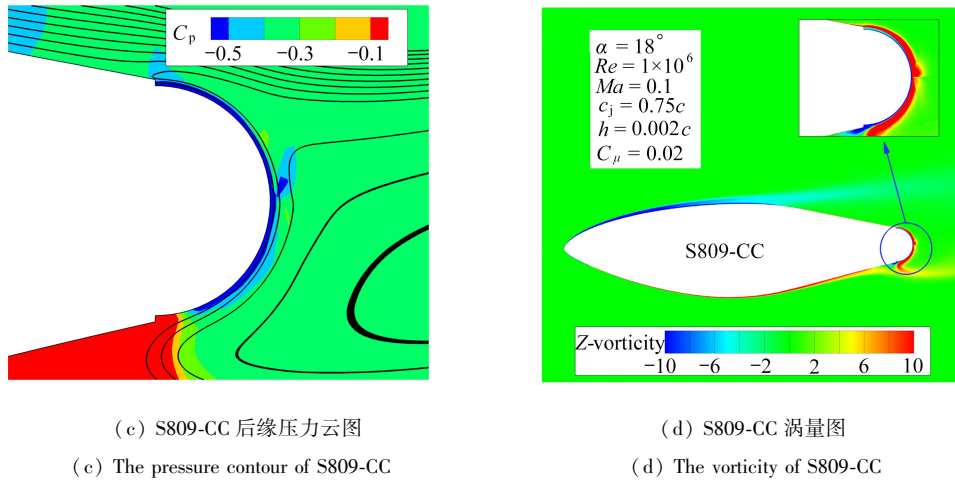 C_p
−0.5 −0.3 −0.1
α = 18°
Re = 1×10⁶
Ma = 0.1
c_j = 0.75c
h = 0.002c
C_μ = 0.02
S809-CC
Z-vorticity
−10 −6 −2 2 6 10
(c) S809-CC 后缘压力云图
(c) The pressure contour of S809-CC
(d) S809-CC 涡量图
(d) The vorticity of S809-CC